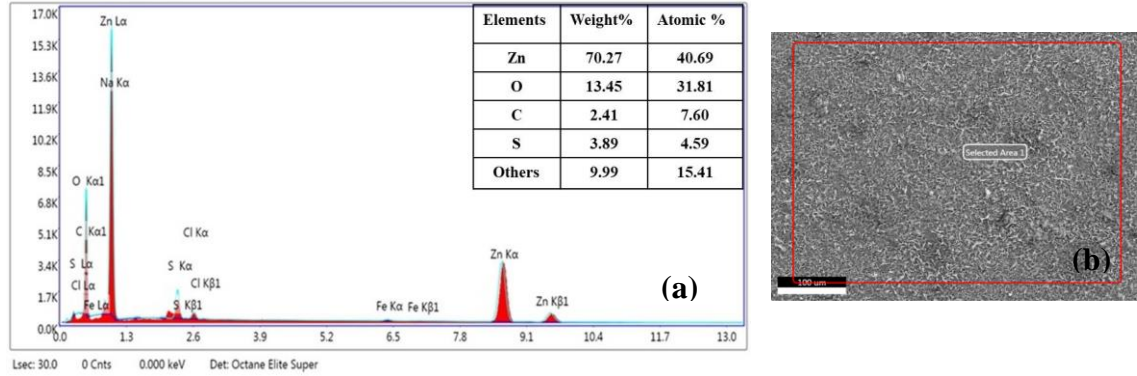 17.0K
15.3K
13.6K
11.9K
10.2K
8.5K
6.8K
5.1K
3.4K
1.7K
0.0K
Zn Lα
Na Kα
O Kα1
C Kα1
S Lα
Cl Lα
Fe Lα
Cl Kα
S Kα
Cl Kβ1
S Kβ1
Fe Kα Fe Kβ1
Zn Kα
Zn Kβ1
0.0 1.3 2.6 3.9 5.2 6.5 7.8 9.1 10.4 11.7 13.0
Lsec: 30.0 0 Cnts 0.000 keV Det: Octane Elite Super
Elements Weight% Atomic %
Zn 70.27 40.69
O 13.45 31.81
C 2.41 7.60
S 3.89 4.59
Others 9.99 15.41
(a)
Selected Area 1
100 um
(b)